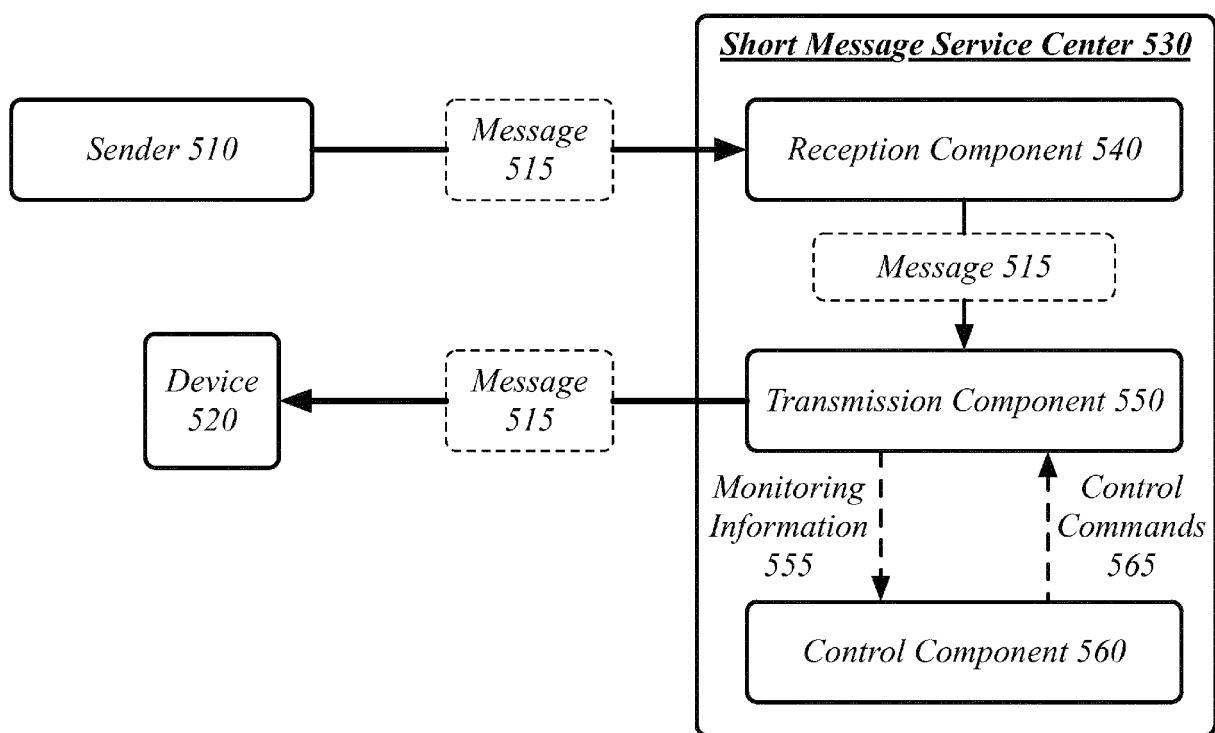 Short Message Service Center 530
Sender 510
Message
515
Reception Component 540
Message 515
Device
520
Message
515
Transmission Component 550
Monitoring
Information
555
Control
Commands
565
Control Component 560